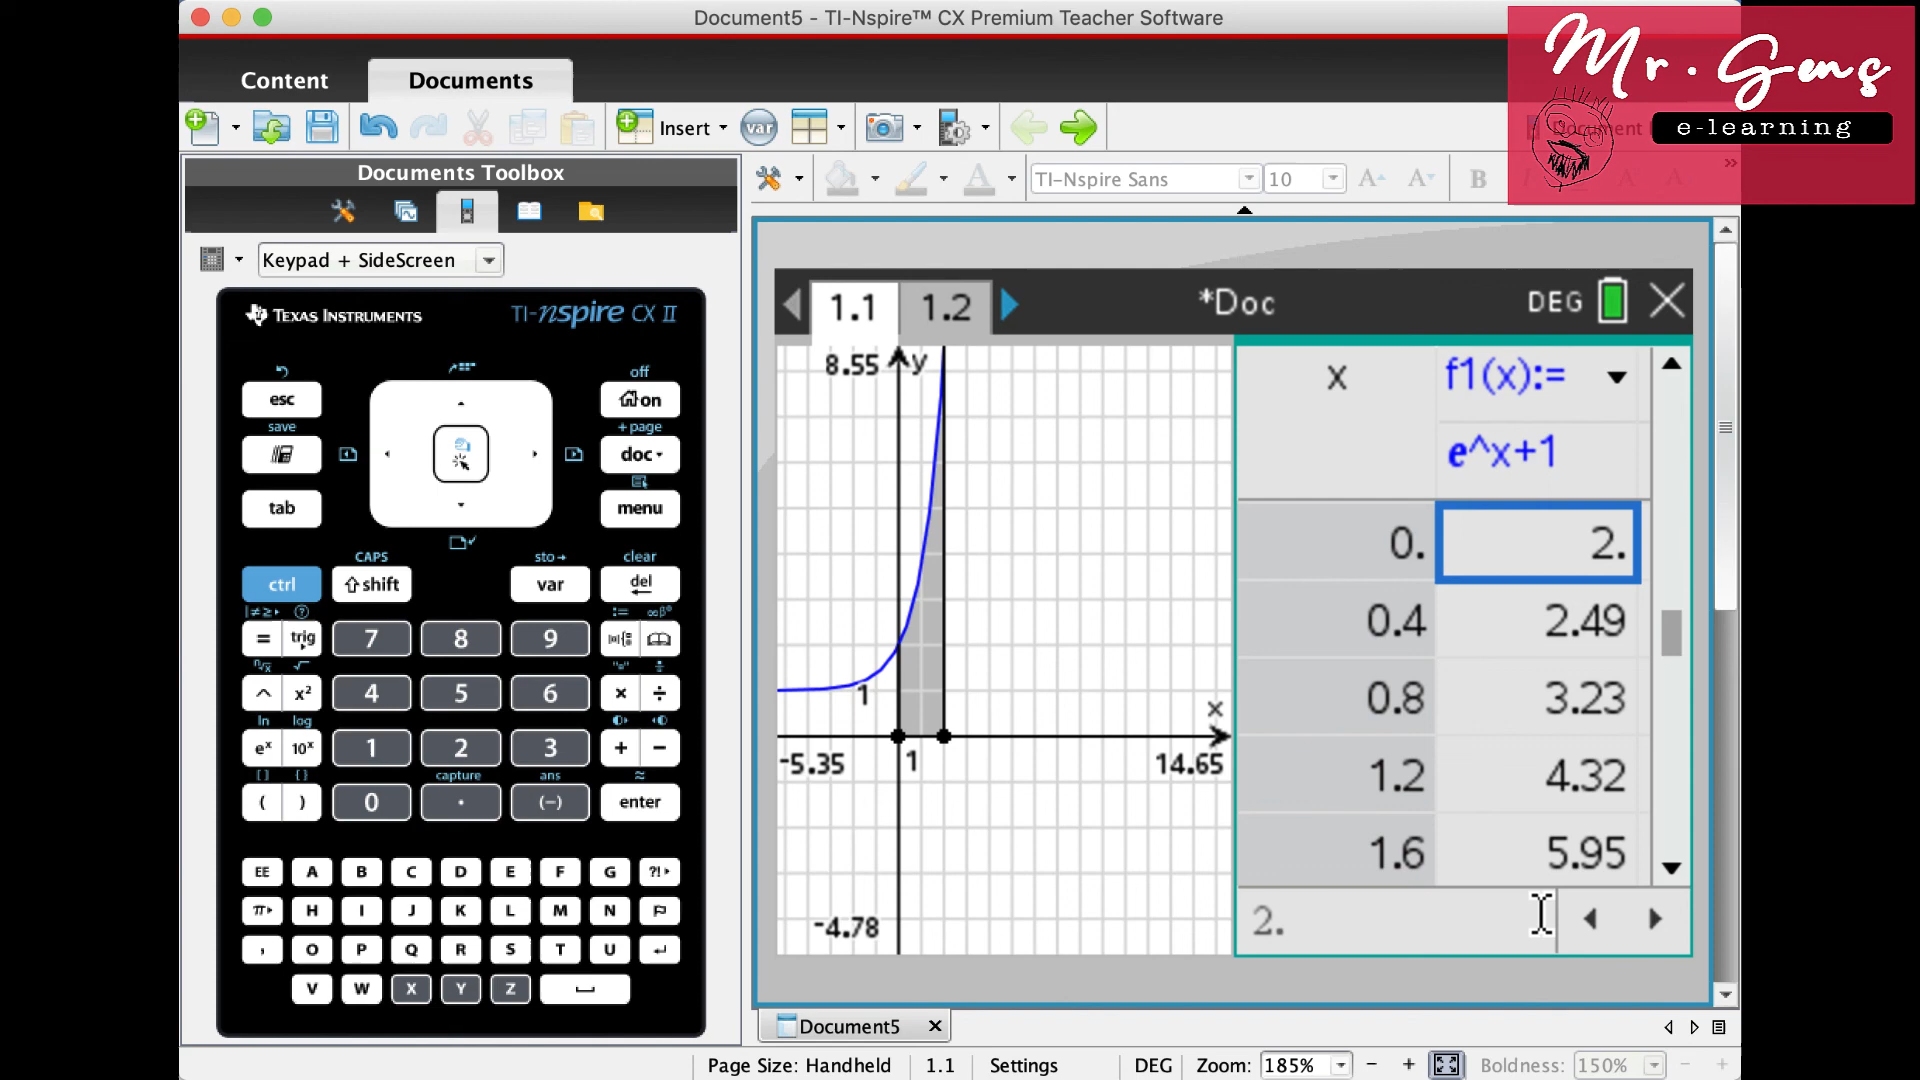 Document5 - TI-Nspire™ CX Premium Teacher Software
Mr. Genç
e-learning
Content
Documents
Insert
var
Documents Toolbox
TI-Nspire Sans
10
A
A
A
B
Keypad + SideScreen
TEXAS INSTRUMENTS
TI-nspire CX II
esc
save
tab
off
on
+ page
doc
menu
CAPS
sto→
clear
ctrl
shift
var
del
=
trig
7
8
9
^
x²
4
5
6
×
÷
ln
log
eˣ
10ˣ
1
2
3
+
−
capture
ans
≈
[ ]
{ }
(
)
0
.
(−)
enter
EE
A
B
C
D
E
F
G
?!▸
π▸
H
I
J
K
L
M
N
,
O
P
Q
R
S
T
U
V
W
X
Y
Z
1.1
1.2
*Doc
DEG
8.55
y
1
x
-5.35
1
14.65
-4.78
x
f1(x):=
e^x+1
0.
2.
0.4
2.49
0.8
3.23
1.2
4.32
1.6
5.95
2.
Document5
Page Size: Handheld
1.1
Settings
DEG
Zoom:
185%
−
+
Boldness:
150%
−
+